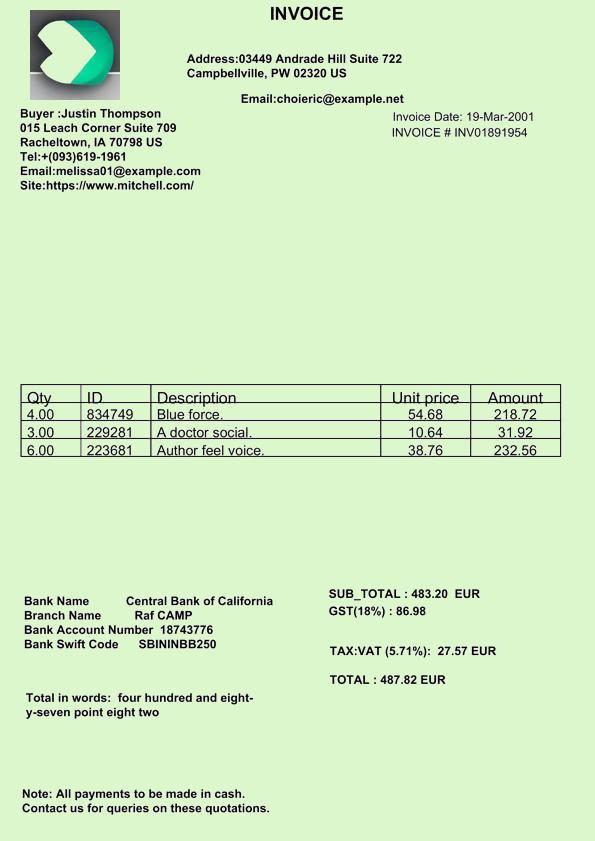 INVOICE
Address:03449 Andrade Hill Suite 722
Campbellville, PW 02320 US
Email:choieric@example.net
Buyer :Justin Thompson
015 Leach Corner Suite 709
Racheltown, IA 70798 US
Tel:+(093)619-1961
Email:melissa01@example.com
Site:https://www.mitchell.com/
Invoice Date: 19-Mar-2001
INVOICE # INV01891954
Qty ID Description Unit price Amount
4.00 834749 Blue force. 54.68 218.72
3.00 229281 A doctor social. 10.64 31.92
6.00 223681 Author feel voice. 38.76 232.56
Bank Name Central Bank of California
Branch Name Raf CAMP
Bank Account Number 18743776
Bank Swift Code SBININBB250
SUB_TOTAL : 483.20 EUR
GST(18%) : 86.98
TAX:VAT (5.71%): 27.57 EUR
TOTAL : 487.82 EUR
Total in words: four hundred and eight-
y-seven point eight two
Note: All payments to be made in cash.
Contact us for queries on these quotations.